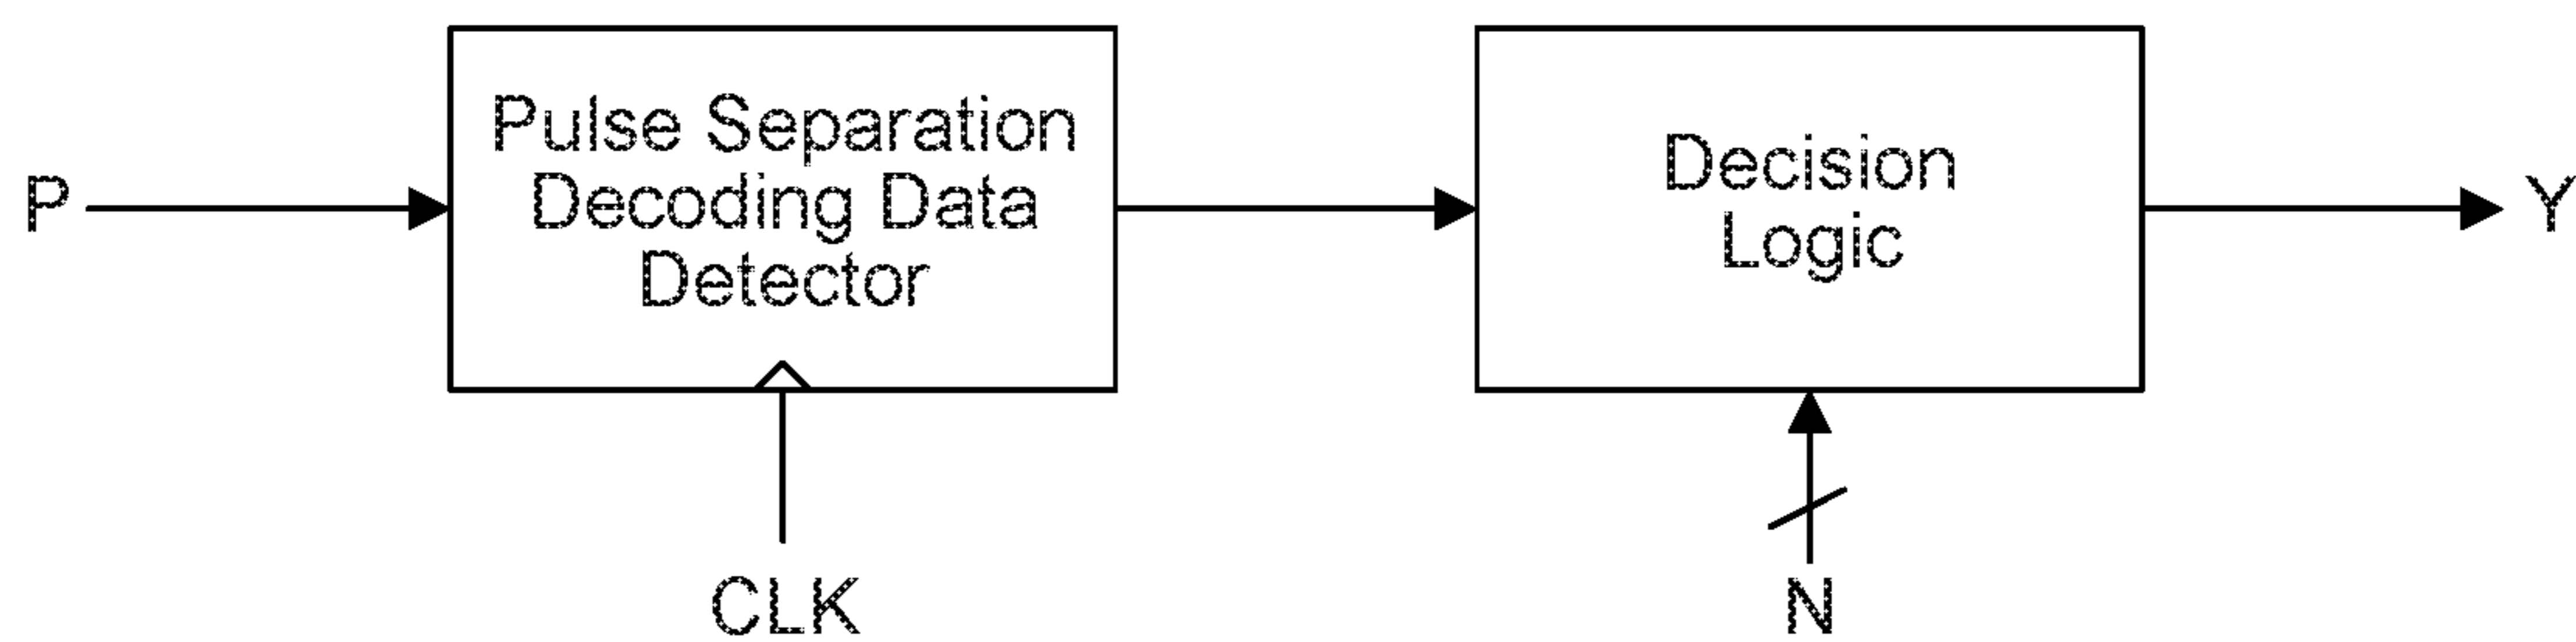 P
Pulse Separation
Decoding Data
Detector
CLK
Decision
Logic
N
Y